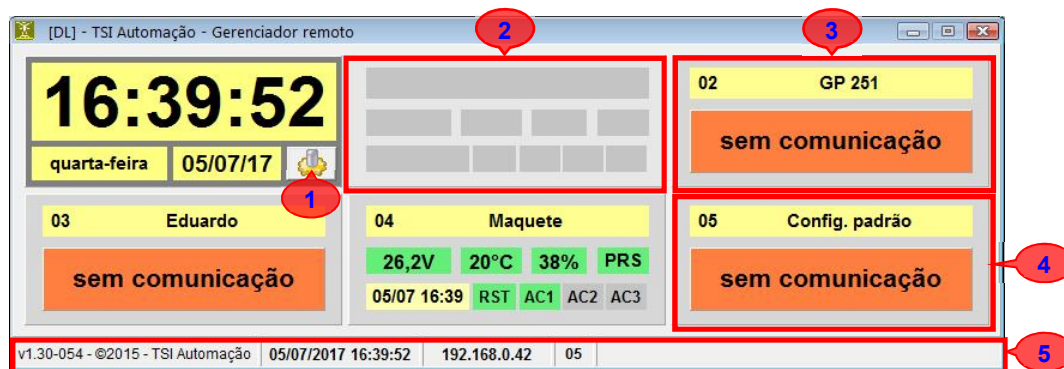 [DL] - TSI Automação - Gerenciador remoto
2
3
16:39:52
quarta-feira 05/07/17
1
02 GP 251
sem comunicação
03 Eduardo
sem comunicação
04 Maquete
26,2V 20°C 38% PRS
05/07 16:39 RST AC1 AC2 AC3
05 Config. padrão
sem comunicação
4
v1.30-054 - ©2015 - TSI Automação 05/07/2017 16:39:52 192.168.0.42 05
5